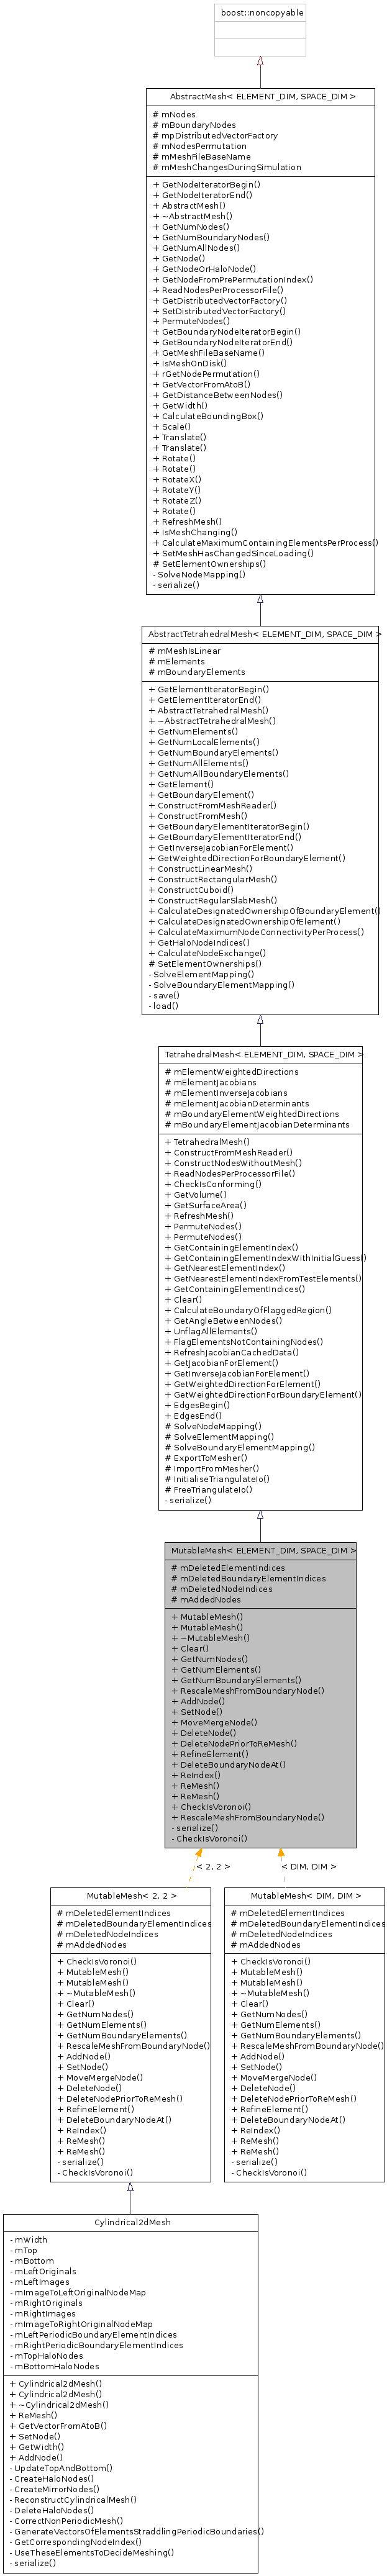 boost::noncopyable
AbstractMesh< ELEMENT_DIM, SPACE_DIM >
# mNodes
# mBoundaryNodes
# mpDistributedVectorFactory
# mNodesPermutation
# mMeshFileBaseName
# mMeshChangesDuringSimulation
+ GetNodeIteratorBegin()
+ GetNodeIteratorEnd()
+ AbstractMesh()
+ ~AbstractMesh()
+ GetNumNodes()
+ GetNumBoundaryNodes()
+ GetNumAllNodes()
+ GetNode()
+ GetNodeOrHaloNode()
+ GetNodeFromPrePermutationIndex()
+ ReadNodesPerProcessorFile()
+ GetDistributedVectorFactory()
+ SetDistributedVectorFactory()
+ PermuteNodes()
+ GetBoundaryNodeIteratorBegin()
+ GetBoundaryNodeIteratorEnd()
+ GetMeshFileBaseName()
+ IsMeshOnDisk()
+ rGetNodePermutation()
+ GetVectorFromAtoB()
+ GetDistanceBetweenNodes()
+ GetWidth()
+ CalculateBoundingBox()
+ Scale()
+ Translate()
+ Translate()
+ Rotate()
+ Rotate()
+ RotateX()
+ RotateY()
+ RotateZ()
+ Rotate()
+ RefreshMesh()
+ IsMeshChanging()
+ CalculateMaximumContainingElementsPerProcess()
+ SetMeshHasChangedSinceLoading()
# SetElementOwnerships()
- SolveNodeMapping()
- serialize()
AbstractTetrahedralMesh< ELEMENT_DIM, SPACE_DIM >
# mMeshIsLinear
# mElements
# mBoundaryElements
+ GetElementIteratorBegin()
+ GetElementIteratorEnd()
+ AbstractTetrahedralMesh()
+ ~AbstractTetrahedralMesh()
+ GetNumElements()
+ GetNumLocalElements()
+ GetNumBoundaryElements()
+ GetNumAllElements()
+ GetNumAllBoundaryElements()
+ GetElement()
+ GetBoundaryElement()
+ ConstructFromMeshReader()
+ ConstructFromMesh()
+ GetBoundaryElementIteratorBegin()
+ GetBoundaryElementIteratorEnd()
+ GetInverseJacobianForElement()
+ GetWeightedDirectionForBoundaryElement()
+ ConstructLinearMesh()
+ ConstructRectangularMesh()
+ ConstructCuboid()
+ ConstructRegularSlabMesh()
+ CalculateDesignatedOwnershipOfBoundaryElement()
+ CalculateDesignatedOwnershipOfElement()
+ CalculateMaximumNodeConnectivityPerProcess()
+ GetHaloNodeIndices()
+ CalculateNodeExchange()
# SetElementOwnerships()
- SolveElementMapping()
- SolveBoundaryElementMapping()
- save()
- load()
TetrahedralMesh< ELEMENT_DIM, SPACE_DIM >
# mElementWeightedDirections
# mElementJacobians
# mElementInverseJacobians
# mElementJacobianDeterminants
# mBoundaryElementWeightedDirections
# mBoundaryElementJacobianDeterminants
+ TetrahedralMesh()
+ ConstructFromMeshReader()
+ ConstructNodesWithoutMesh()
+ ReadNodesPerProcessorFile()
+ CheckIsConforming()
+ GetVolume()
+ GetSurfaceArea()
+ RefreshMesh()
+ PermuteNodes()
+ PermuteNodes()
+ GetContainingElementIndex()
+ GetContainingElementIndexWithInitialGuess()
+ GetNearestElementIndex()
+ GetNearestElementIndexFromTestElements()
+ GetContainingElementIndices()
+ Clear()
+ CalculateBoundaryOfFlaggedRegion()
+ GetAngleBetweenNodes()
+ UnflagAllElements()
+ FlagElementsNotContainingNodes()
+ RefreshJacobianCachedData()
+ GetJacobianForElement()
+ GetInverseJacobianForElement()
+ GetWeightedDirectionForElement()
+ GetWeightedDirectionForBoundaryElement()
+ EdgesBegin()
+ EdgesEnd()
# SolveNodeMapping()
# SolveElementMapping()
# SolveBoundaryElementMapping()
# ExportToMesher()
# ImportFromMesher()
# InitialiseTriangulateIo()
# FreeTriangulateIo()
- serialize()
MutableMesh< ELEMENT_DIM, SPACE_DIM >
# mDeletedElementIndices
# mDeletedBoundaryElementIndices
# mDeletedNodeIndices
# mAddedNodes
+ MutableMesh()
+ MutableMesh()
+ ~MutableMesh()
+ Clear()
+ GetNumNodes()
+ GetNumElements()
+ GetNumBoundaryElements()
+ RescaleMeshFromBoundaryNode()
+ AddNode()
+ SetNode()
+ MoveMergeNode()
+ DeleteNode()
+ DeleteNodePriorToReMesh()
+ RefineElement()
+ DeleteBoundaryNodeAt()
+ ReIndex()
+ ReMesh()
+ ReMesh()
+ CheckIsVoronoi()
+ RescaleMeshFromBoundaryNode()
- serialize()
- CheckIsVoronoi()
< 2, 2 >
< DIM, DIM >
MutableMesh< 2, 2 >
# mDeletedElementIndices
# mDeletedBoundaryElementIndices
# mDeletedNodeIndices
# mAddedNodes
+ CheckIsVoronoi()
+ MutableMesh()
+ MutableMesh()
+ ~MutableMesh()
+ Clear()
+ GetNumNodes()
+ GetNumElements()
+ GetNumBoundaryElements()
+ RescaleMeshFromBoundaryNode()
+ AddNode()
+ SetNode()
+ MoveMergeNode()
+ DeleteNode()
+ DeleteNodePriorToReMesh()
+ RefineElement()
+ DeleteBoundaryNodeAt()
+ ReIndex()
+ ReMesh()
+ ReMesh()
- serialize()
- CheckIsVoronoi()
MutableMesh< DIM, DIM >
# mDeletedElementIndices
# mDeletedBoundaryElementIndices
# mDeletedNodeIndices
# mAddedNodes
+ CheckIsVoronoi()
+ MutableMesh()
+ MutableMesh()
+ ~MutableMesh()
+ Clear()
+ GetNumNodes()
+ GetNumElements()
+ GetNumBoundaryElements()
+ RescaleMeshFromBoundaryNode()
+ AddNode()
+ SetNode()
+ MoveMergeNode()
+ DeleteNode()
+ DeleteNodePriorToReMesh()
+ RefineElement()
+ DeleteBoundaryNodeAt()
+ ReIndex()
+ ReMesh()
+ ReMesh()
- serialize()
- CheckIsVoronoi()
Cylindrical2dMesh
- mWidth
- mTop
- mBottom
- mLeftOriginals
- mLeftImages
- mImageToLeftOriginalNodeMap
- mRightOriginals
- mRightImages
- mImageToRightOriginalNodeMap
- mLeftPeriodicBoundaryElementIndices
- mRightPeriodicBoundaryElementIndices
- mTopHaloNodes
- mBottomHaloNodes
+ Cylindrical2dMesh()
+ Cylindrical2dMesh()
+ ~Cylindrical2dMesh()
+ ReMesh()
+ GetVectorFromAtoB()
+ SetNode()
+ GetWidth()
+ AddNode()
- UpdateTopAndBottom()
- CreateHaloNodes()
- CreateMirrorNodes()
- ReconstructCylindricalMesh()
- DeleteHaloNodes()
- CorrectNonPeriodicMesh()
- GenerateVectorsOfElementsStraddlingPeriodicBoundaries()
- GetCorrespondingNodeIndex()
- UseTheseElementsToDecideMeshing()
- serialize()